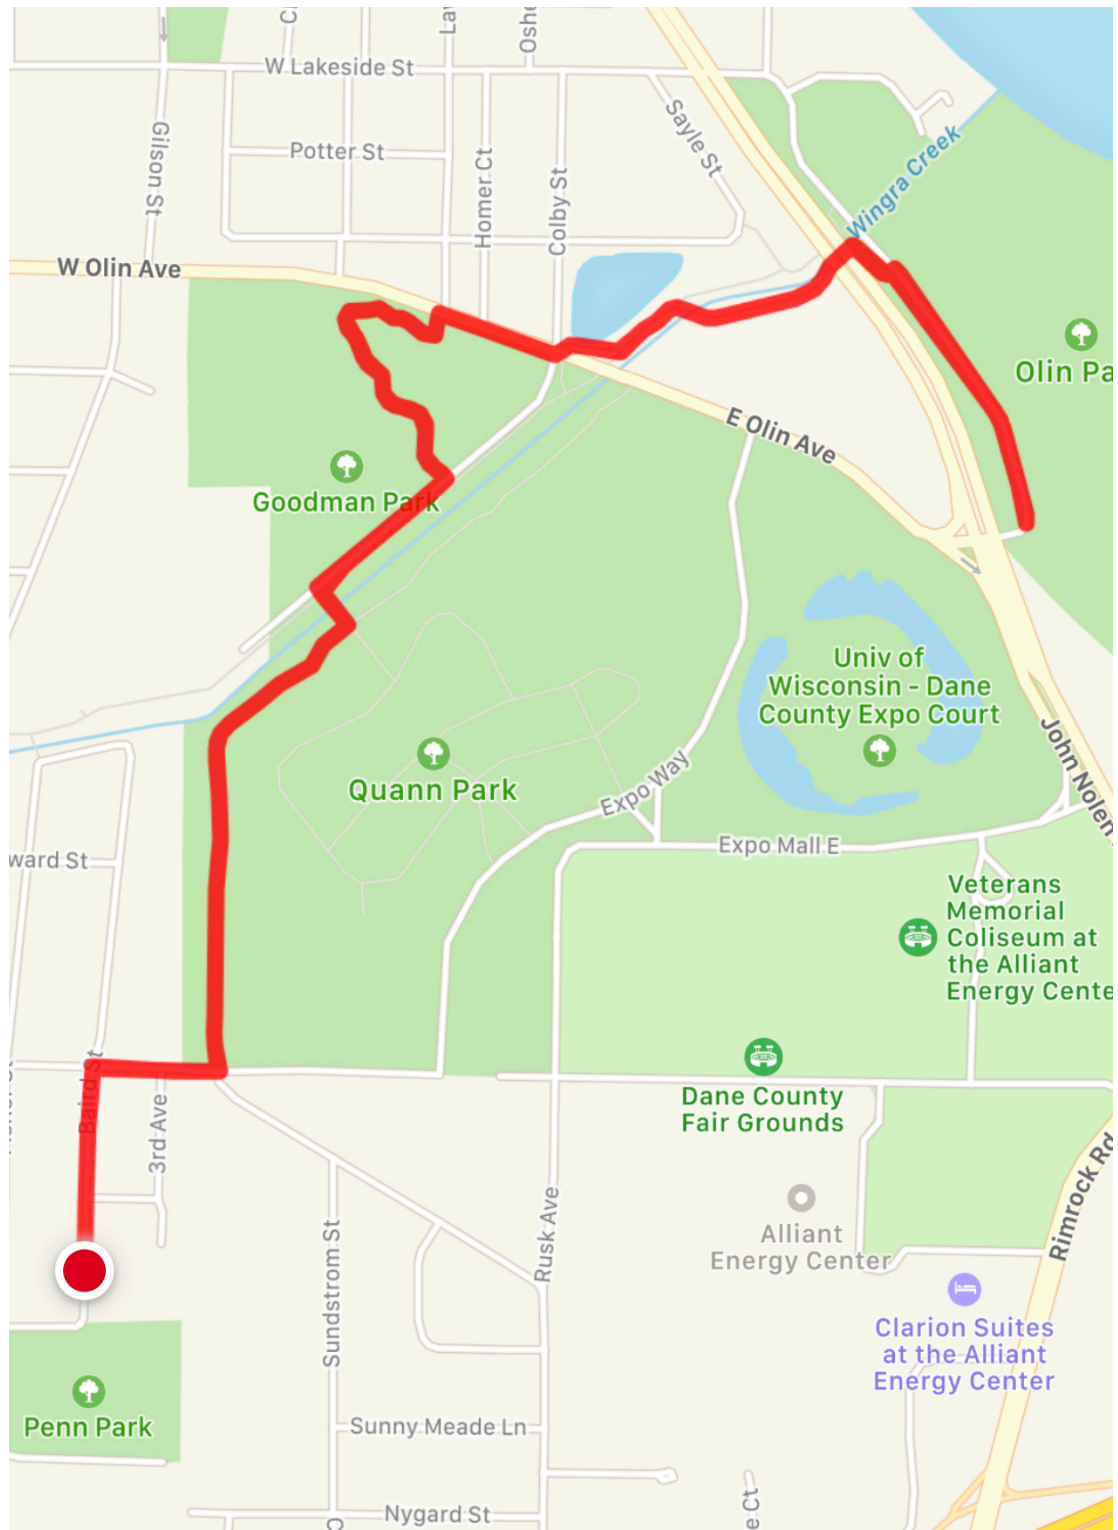 W Lakeside St
Potter St
Gilson St
Homer Ct
Colby St
Sayle St
Wingra Creek
W Olin Ave
Olin Pa
E Olin Ave
Goodman Park
Univ of
Wisconsin - Dane
County Expo Court
Quann Park
Expo Way
John Nolen
Expo Mall E
ward St
Veterans
Memorial
Coliseum at
the Alliant
Energy Cente
Baird St
3rd Ave
Dane County
Fair Grounds
Rimrock Rd
Alliant
Energy Center
Rusk Ave
Sundstrom St
Clarion Suites
at the Alliant
Energy Center
Penn Park
Sunny Meade Ln
Nygard St
e Ct